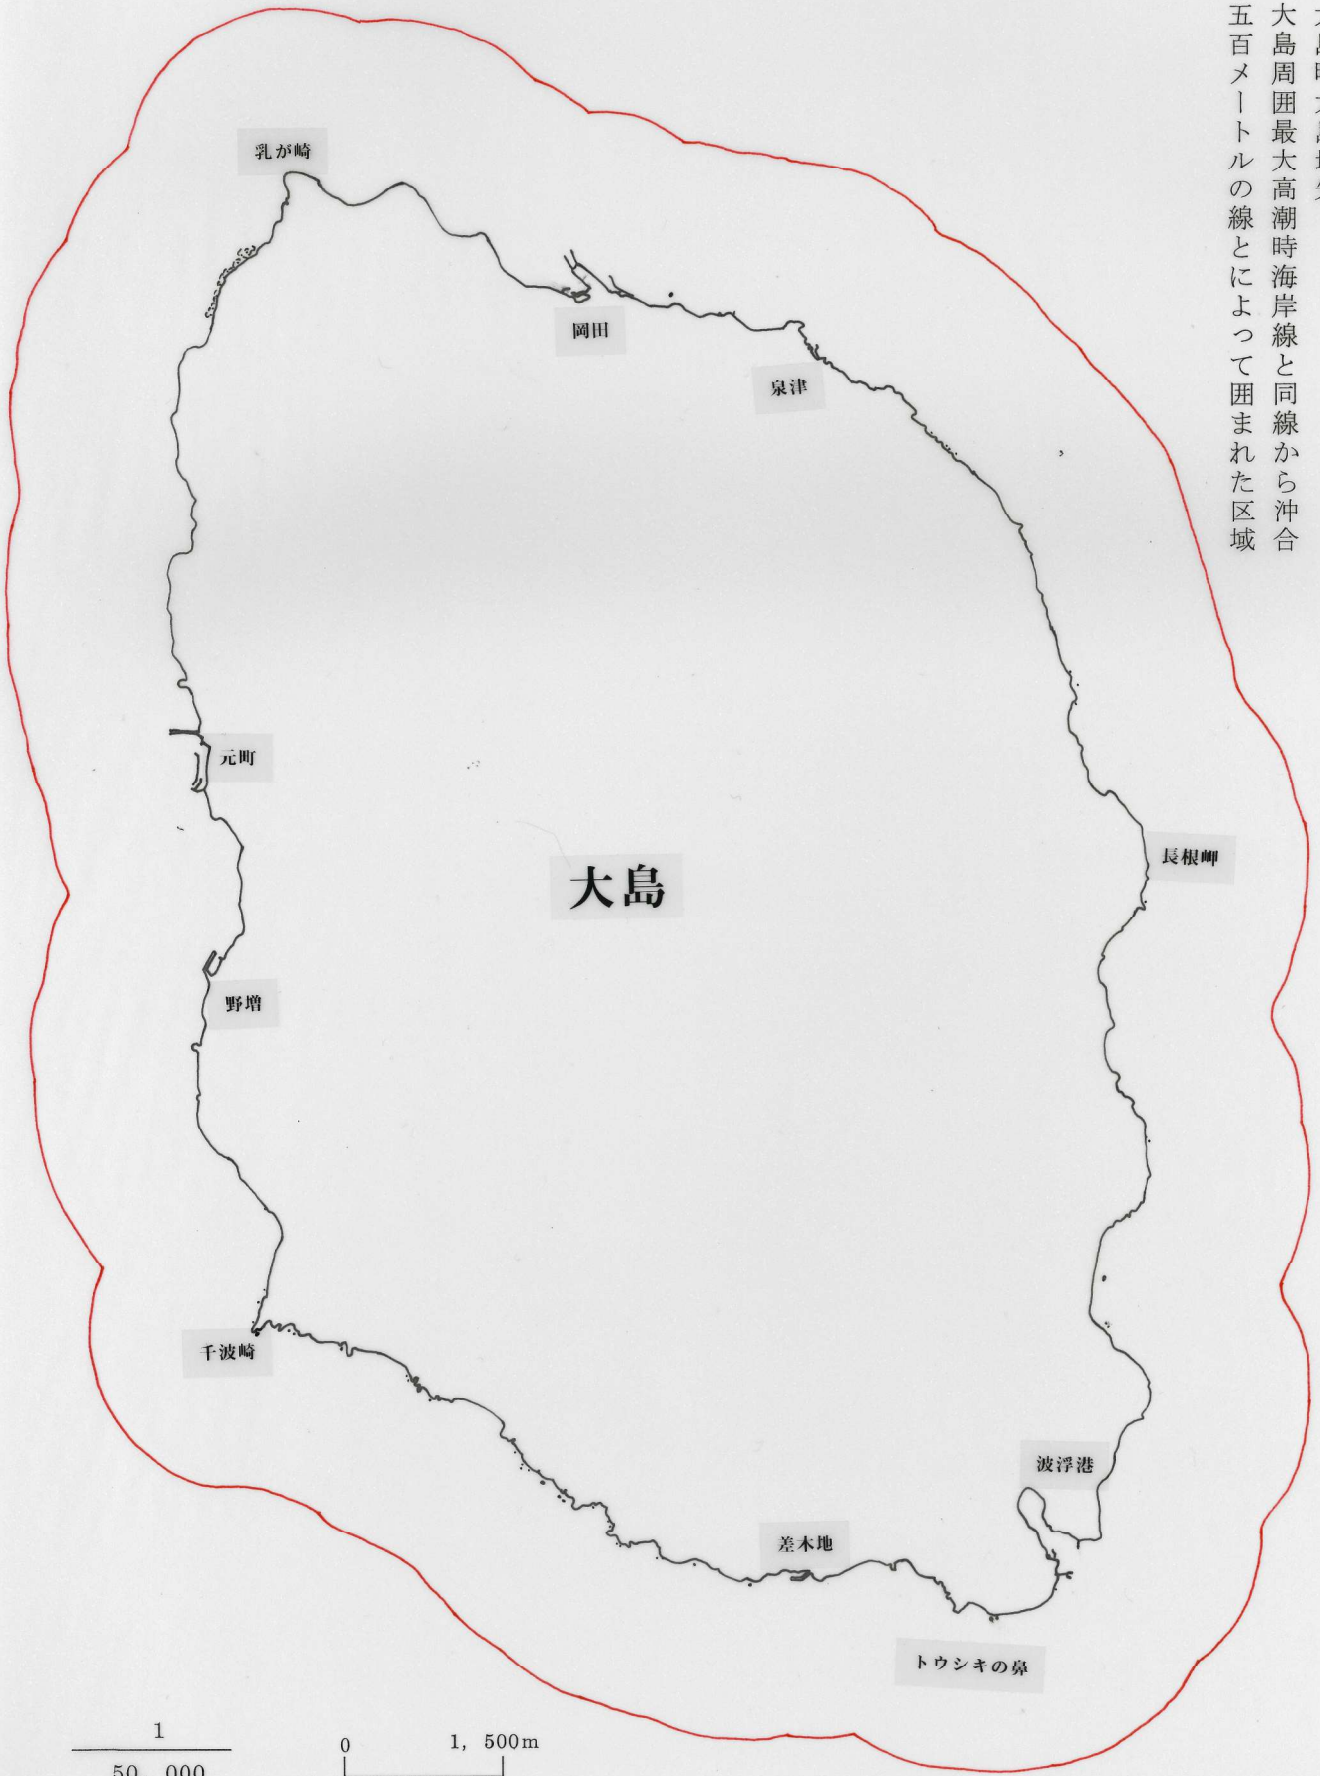 大島周囲最大高潮時海岸線と同線から沖合
五百メートルの線とによって囲まれた区域
乳が崎
岡田
泉津
元町
長根岬
大島
野増
千波崎
波浮港
差木地
トウシキの鼻
1
50,000
0 1,500m